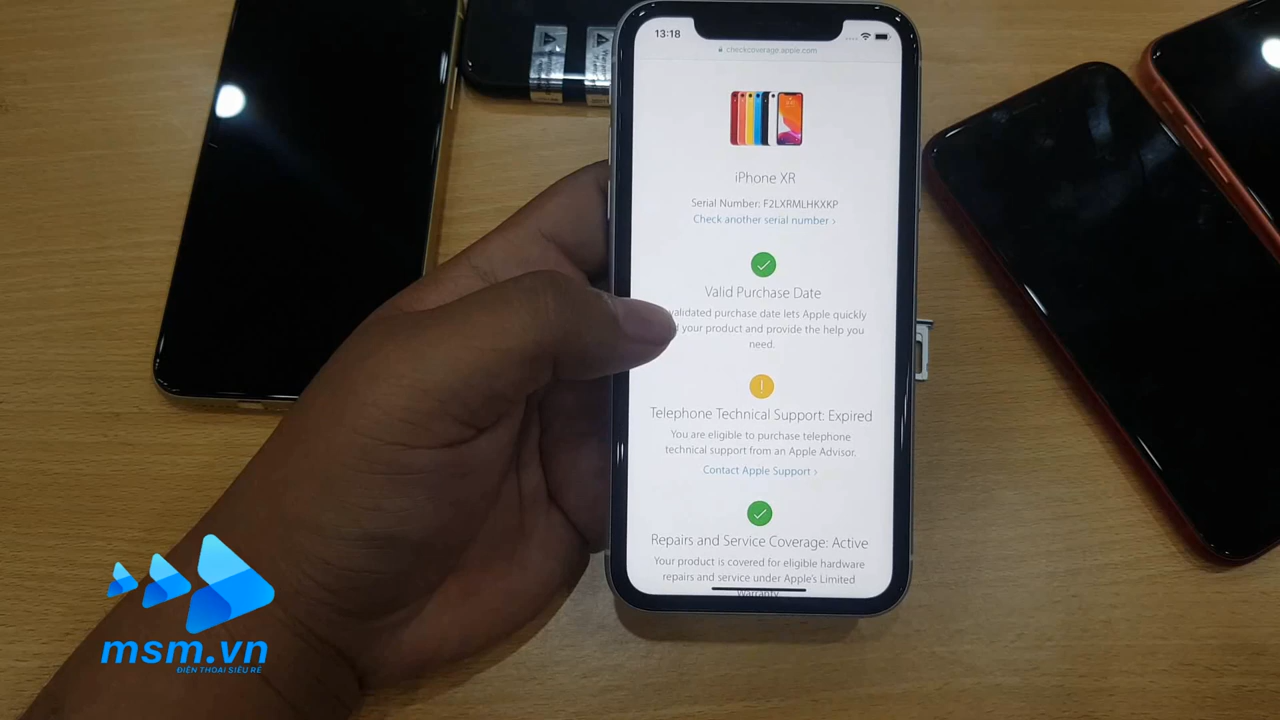 13:18
checkcoverage.apple.com
iPhone XR
Serial Number: F2LXRMLHKXKP
Check another serial number ›
Valid Purchase Date
validated purchase date lets Apple quickly
your product and provide the help you
need.
!
Telephone Technical Support: Expired
You are eligible to purchase telephone
technical support from an Apple Advisor.
Contact Apple Support ›
Repairs and Service Coverage: Active
Your product is covered for eligible hardware
repairs and service under Apple's Limited
Warranty.
msm.vn
ĐIỆN THOẠI SIÊU RẺ